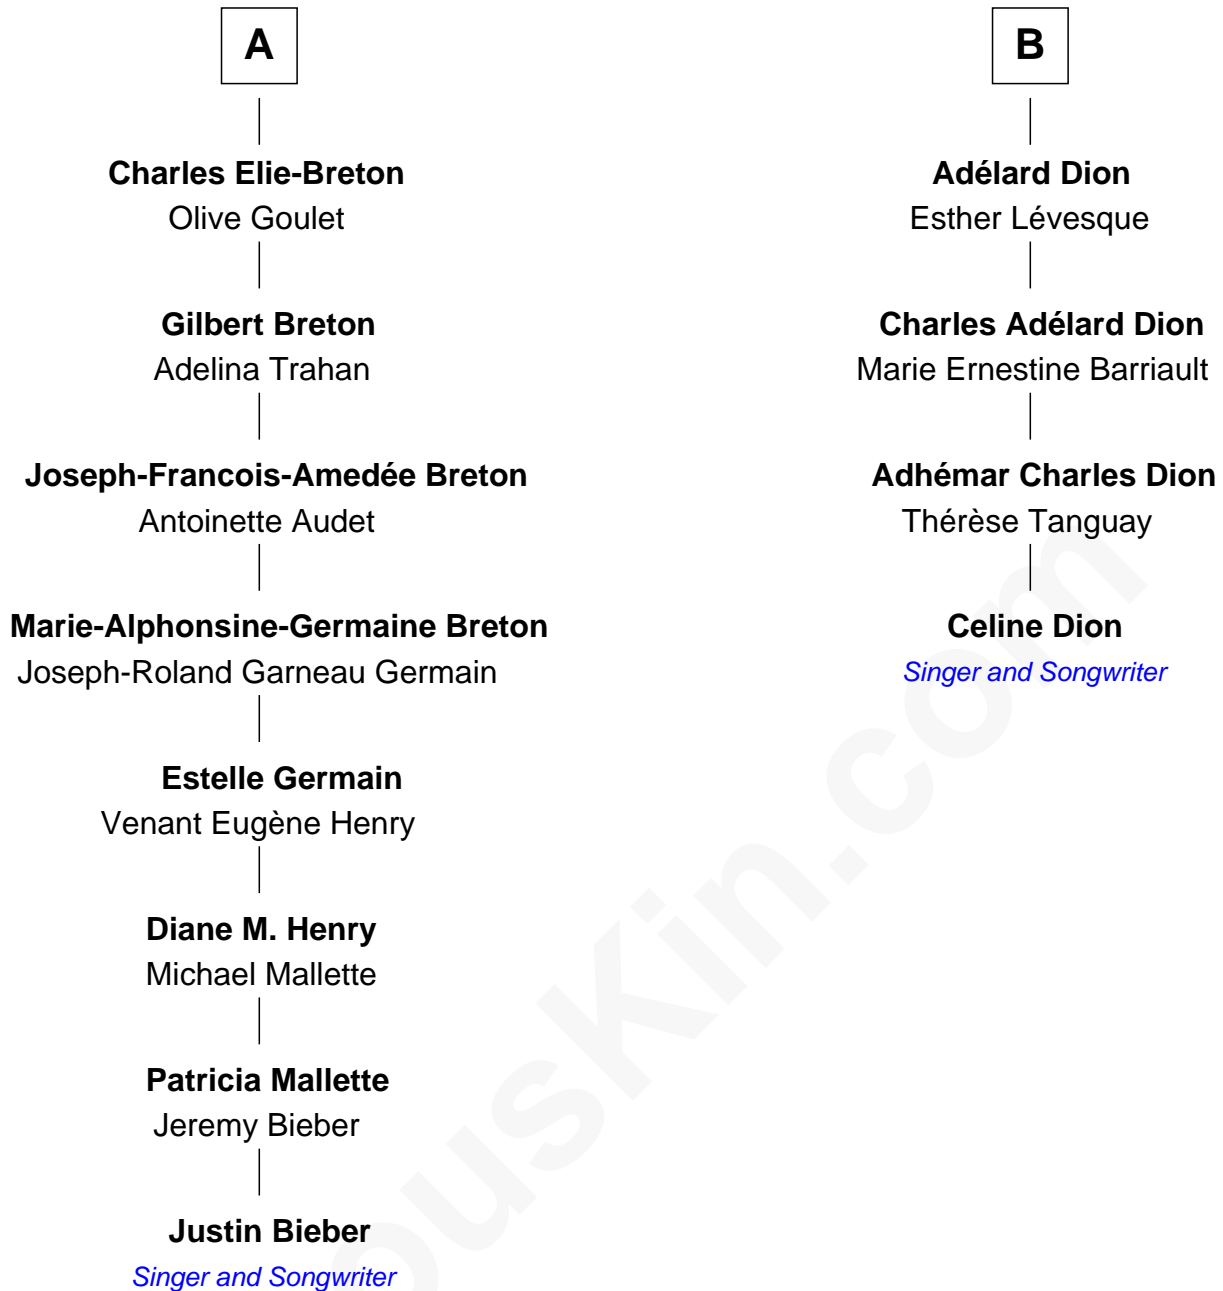 A
Charles Elie-Breton
Olive Goulet
Gilbert Breton
Adelina Trahan
Joseph-Francois-Amedée Breton
Antoinette Audet
Marie-Alphonsine-Germaine Breton
Joseph-Roland Garneau Germain
Estelle Germain
Venant Eugène Henry
Diane M. Henry
Michael Mallette
Patricia Mallette
Jeremy Bieber
Justin Bieber
Singer and Songwriter
B
Adélard Dion
Esther Lévesque
Charles Adélard Dion
Marie Ernestine Barriault
Adhémar Charles Dion
Thérèse Tanguay
Celine Dion
Singer and Songwriter
ousKin.com